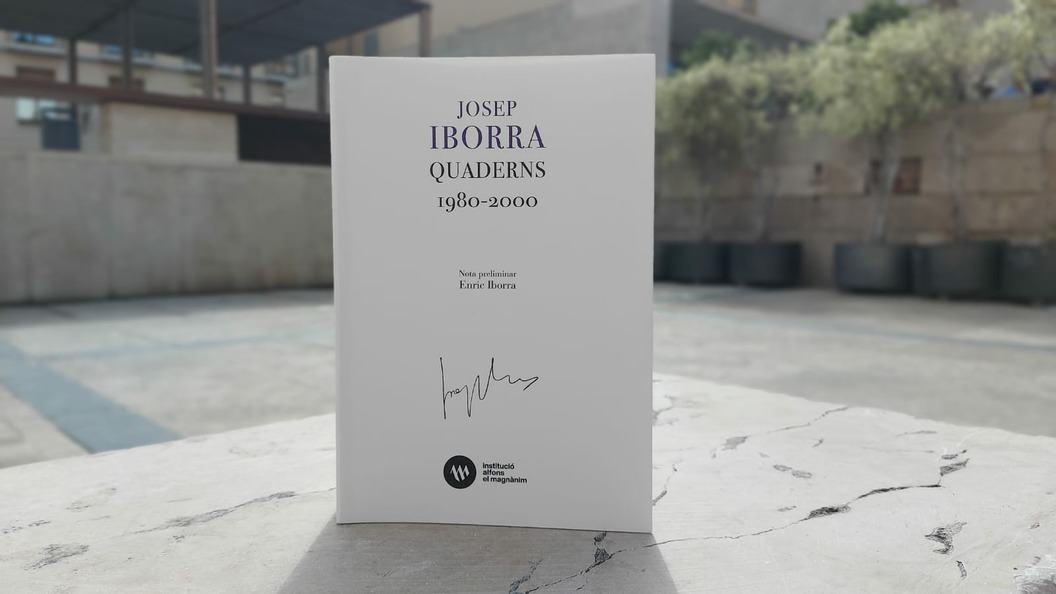 JOSEP
IBORRA
QUADERNS
1980-2000
Nota preliminar
Enric Iborra
institució
alfons
el magnànim